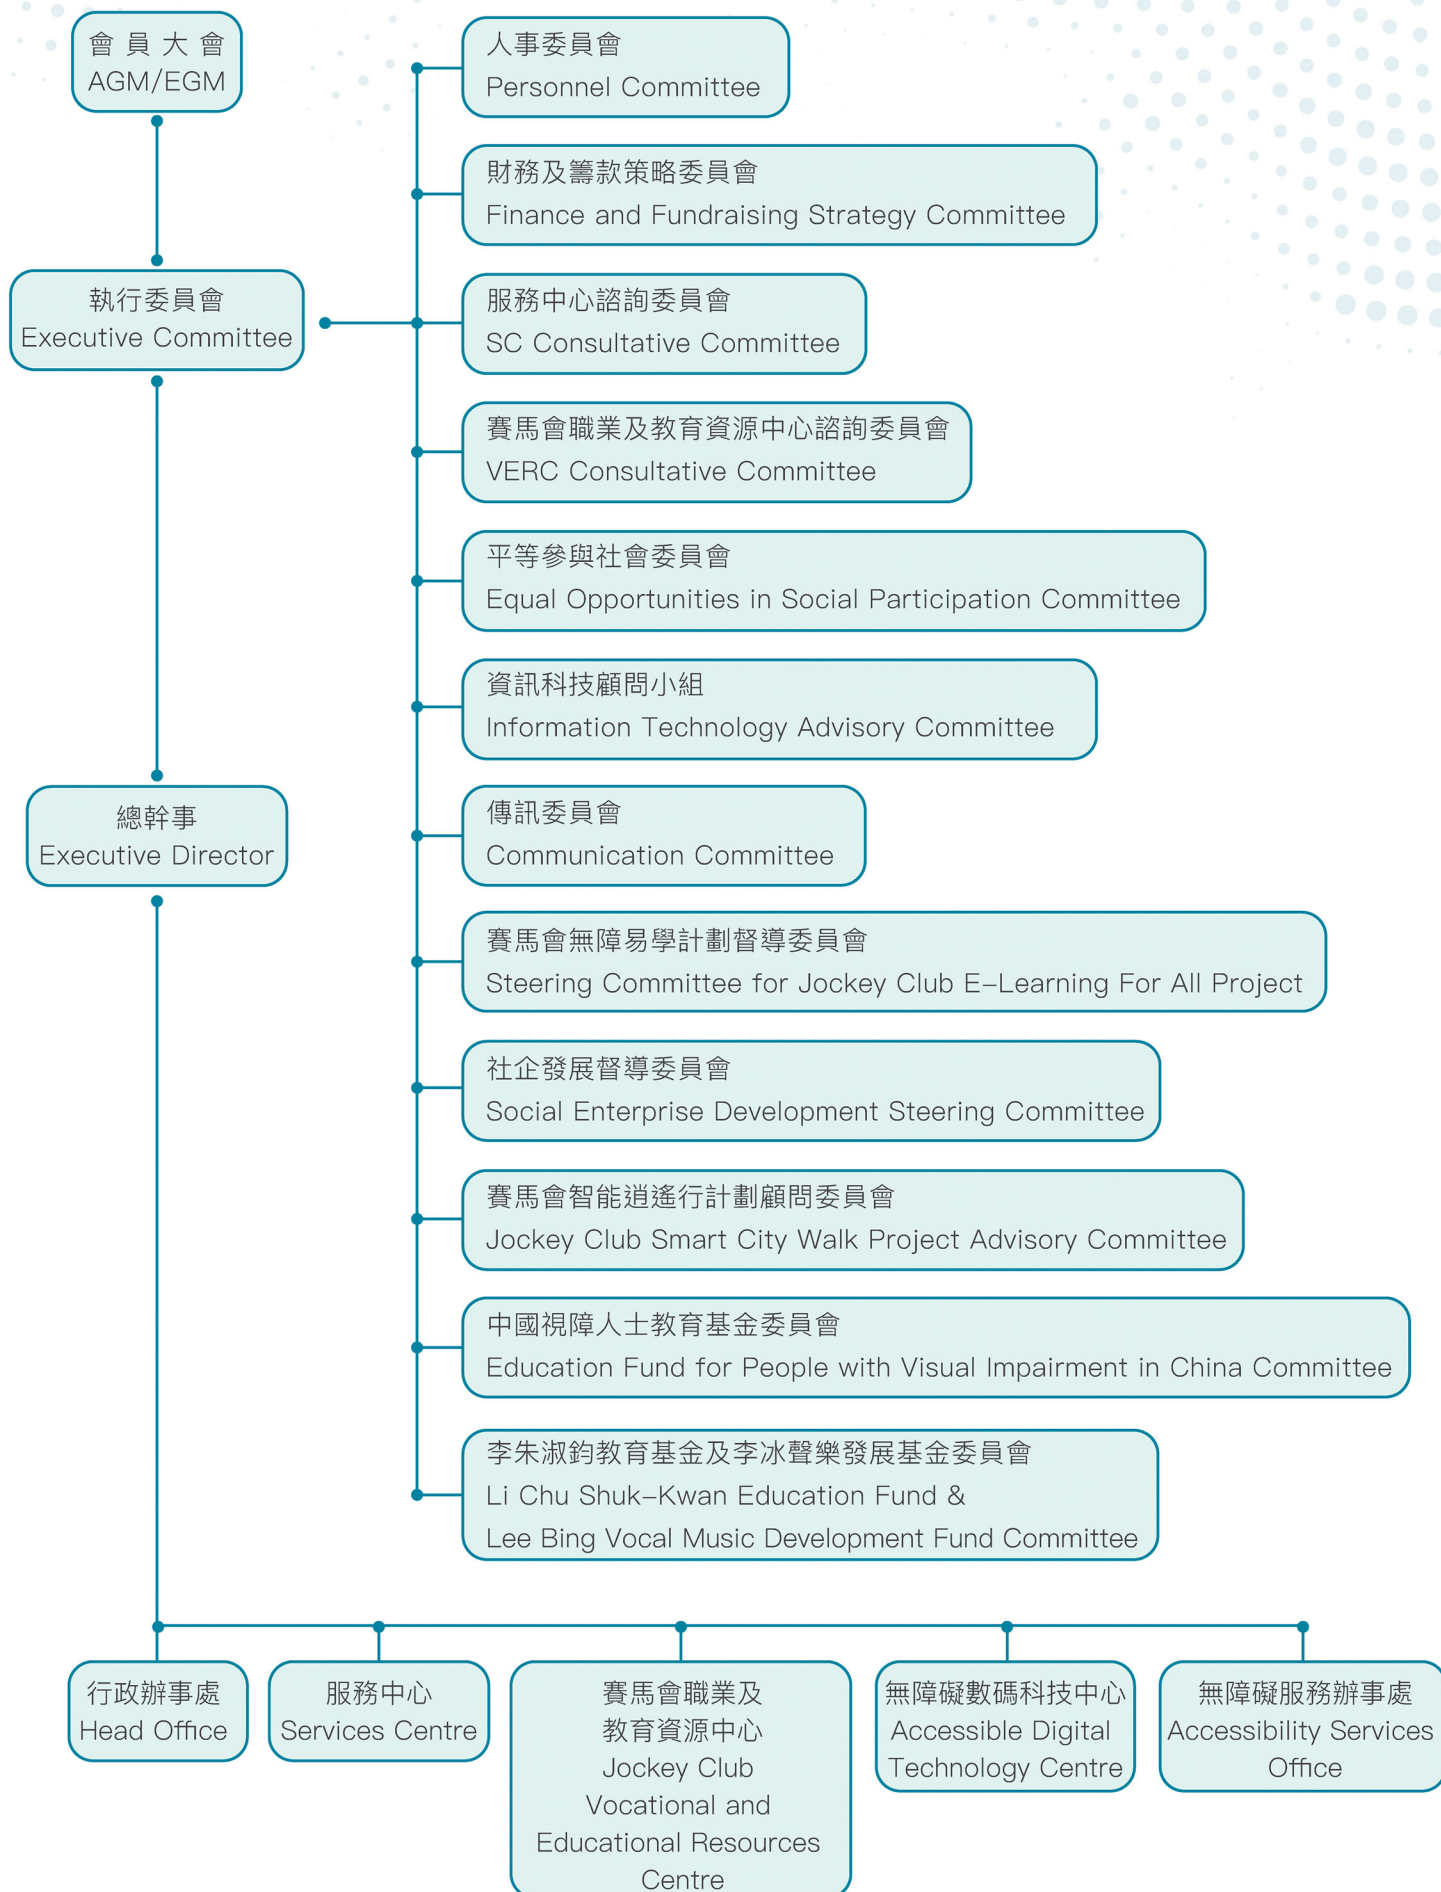 會員大會
AGM/EGM
執行委員會
Executive Committee
總幹事
Executive Director
人事委員會
Personnel Committee
財務及籌款策略委員會
Finance and Fundraising Strategy Committee
服務中心諮詢委員會
SC Consultative Committee
賽馬會職業及教育資源中心諮詢委員會
VERC Consultative Committee
平等參與社會委員會
Equal Opportunities in Social Participation Committee
資訊科技顧問小組
Information Technology Advisory Committee
傳訊委員會
Communication Committee
賽馬會無障易學計劃督導委員會
Steering Committee for Jockey Club E-Learning For All Project
社企發展督導委員會
Social Enterprise Development Steering Committee
賽馬會智能逍遙行計劃顧問委員會
Jockey Club Smart City Walk Project Advisory Committee
中國視障人士教育基金委員會
Education Fund for People with Visual Impairment in China Committee
李朱淑鈞教育基金及李冰聲樂發展基金委員會
Li Chu Shuk-Kwan Education Fund &
Lee Bing Vocal Music Development Fund Committee
行政辦事處
Head Office
服務中心
Services Centre
賽馬會職業及
教育資源中心
Jockey Club
Vocational and
Educational Resources
Centre
無障礙數碼科技中心
Accessible Digital
Technology Centre
無障礙服務辦事處
Accessibility Services
Office